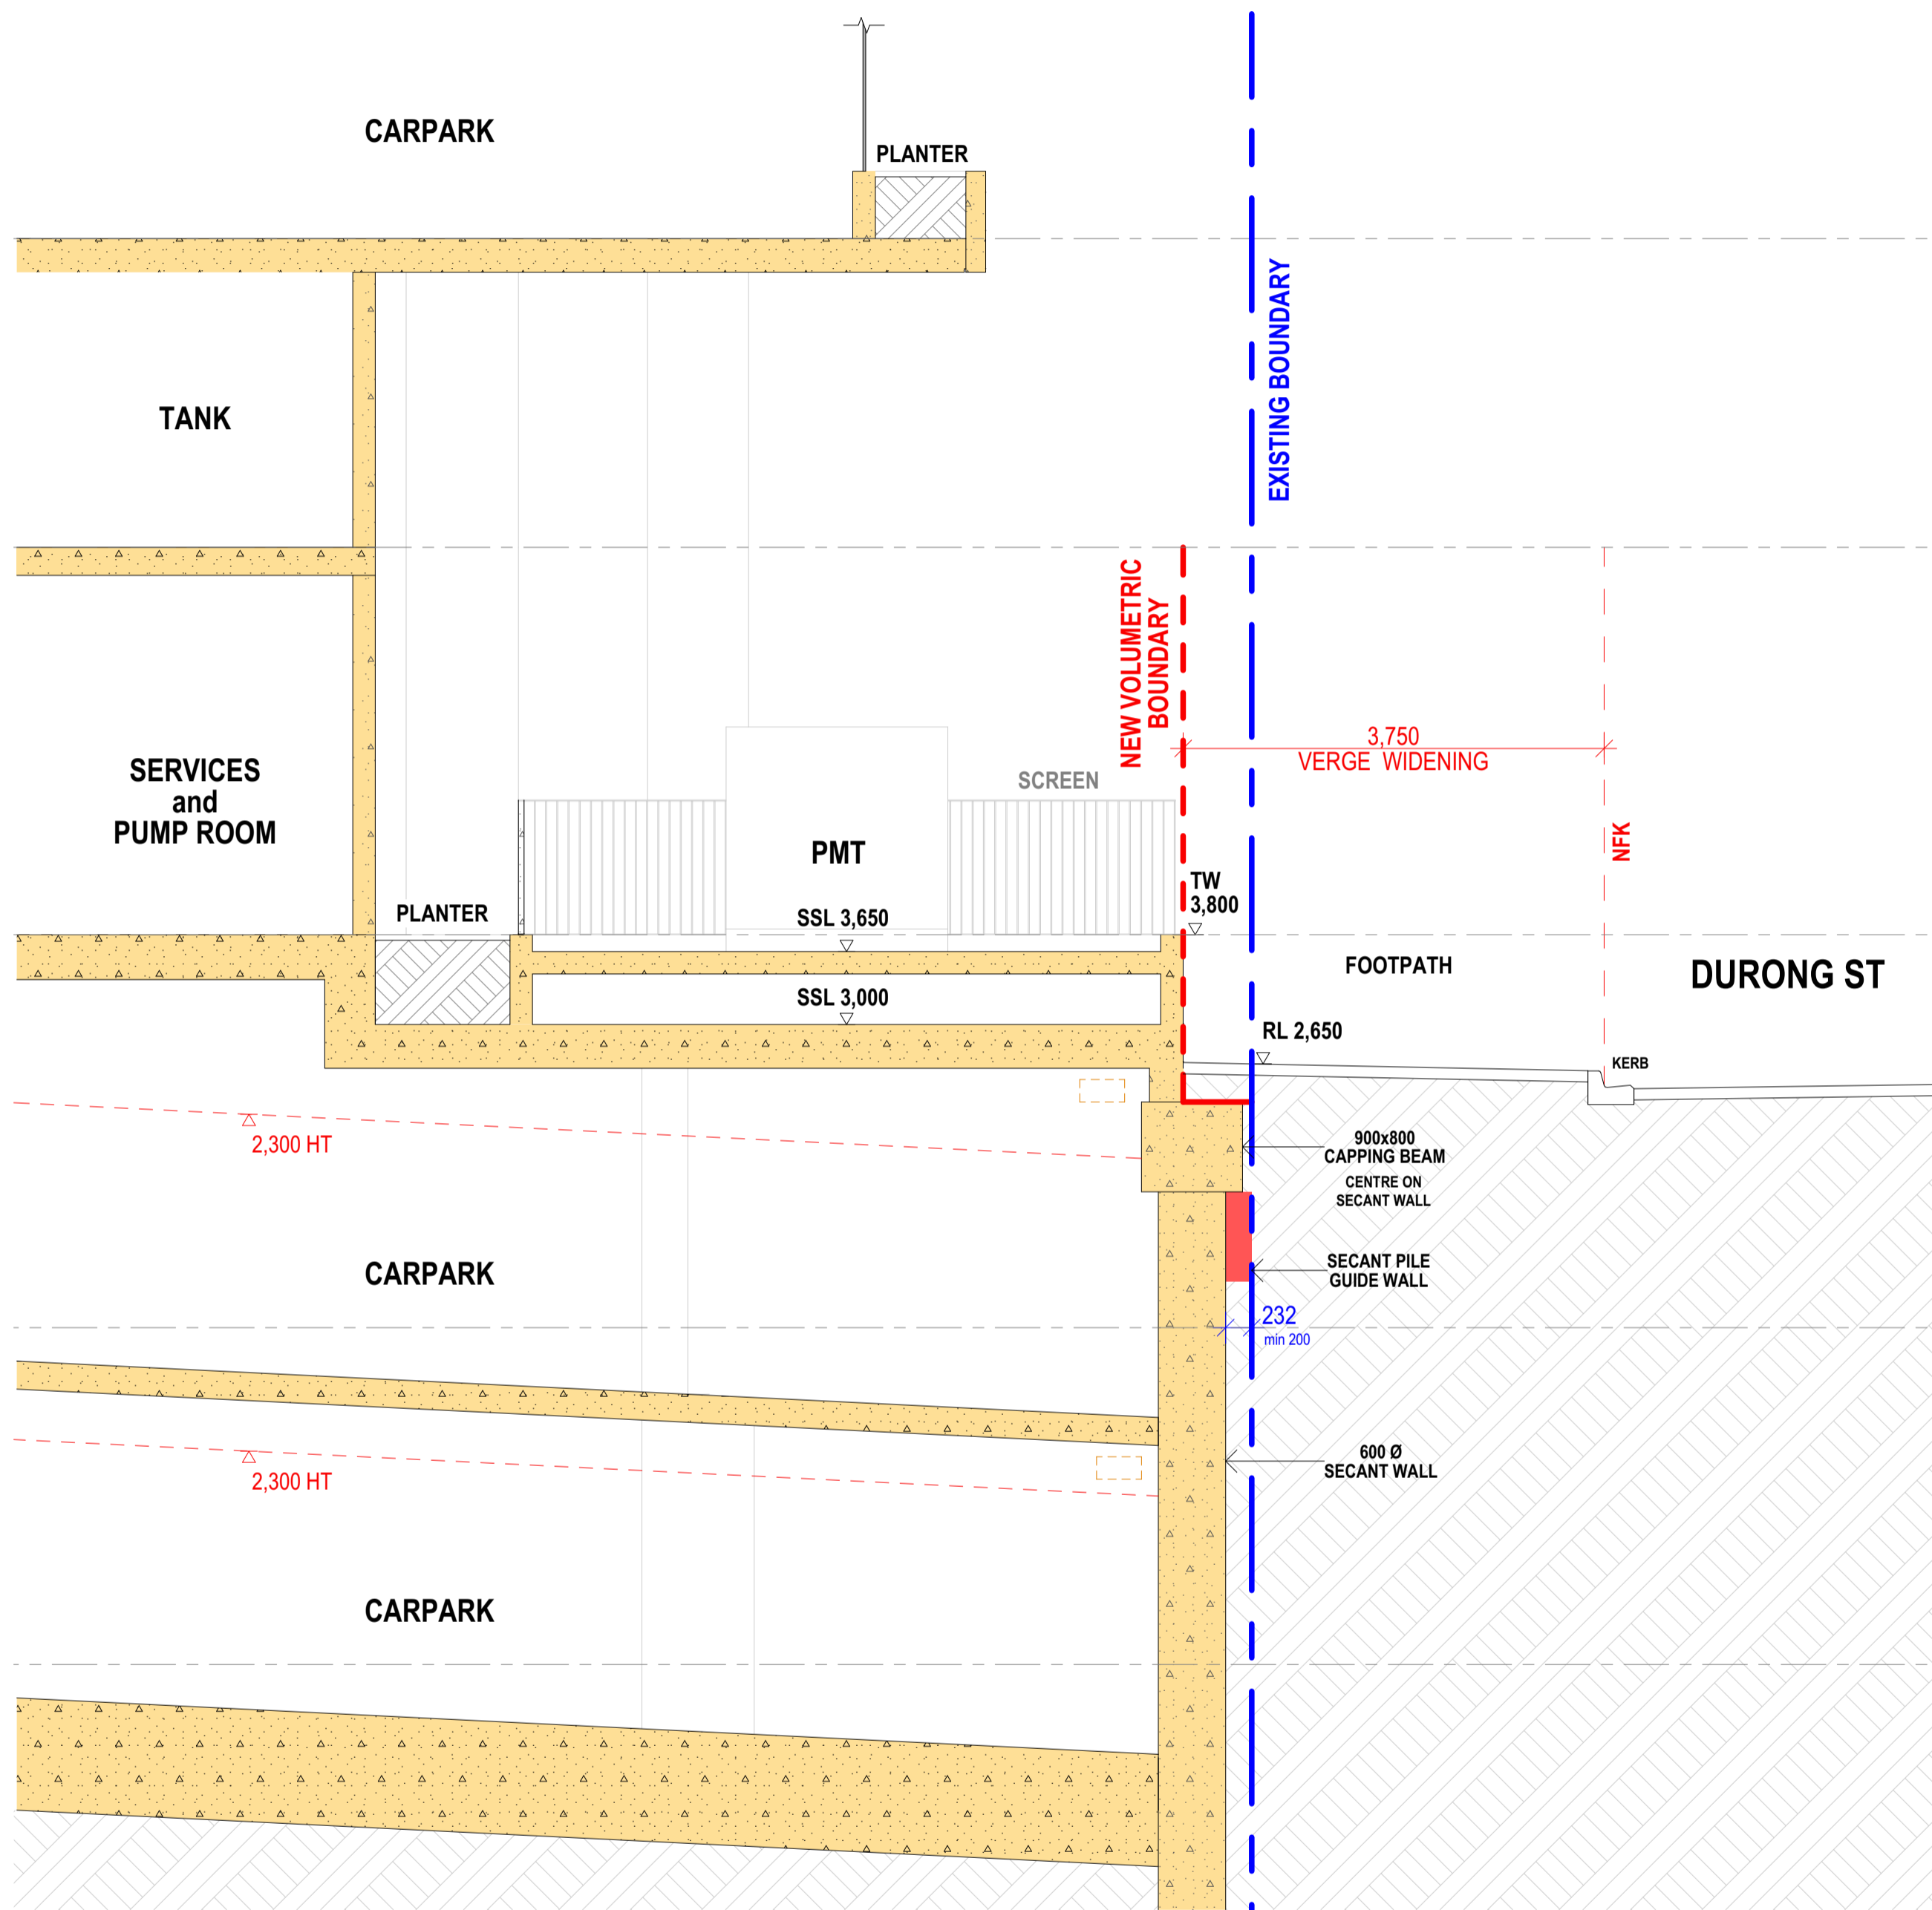 CARPARK
PLANTER
EXISTING BOUNDARY
TANK
NEW VOLUMETRIC
BOUNDARY
3,750
VERGE WIDENING
SERVICES
and
PUMP ROOM
SCREEN
PMT
NFK
TW
3,800
PLANTER
SSL 3,650
FOOTPATH
DURONG ST
SSL 3,000
RL 2,650
KERB
2,300 HT
900x800
CAPPING BEAM
CENTRE ON
SECANT WALL
CARPARK
SECANT PILE
GUIDE WALL
232
min 200
2,300 HT
600 Ø
SECANT WALL
CARPARK